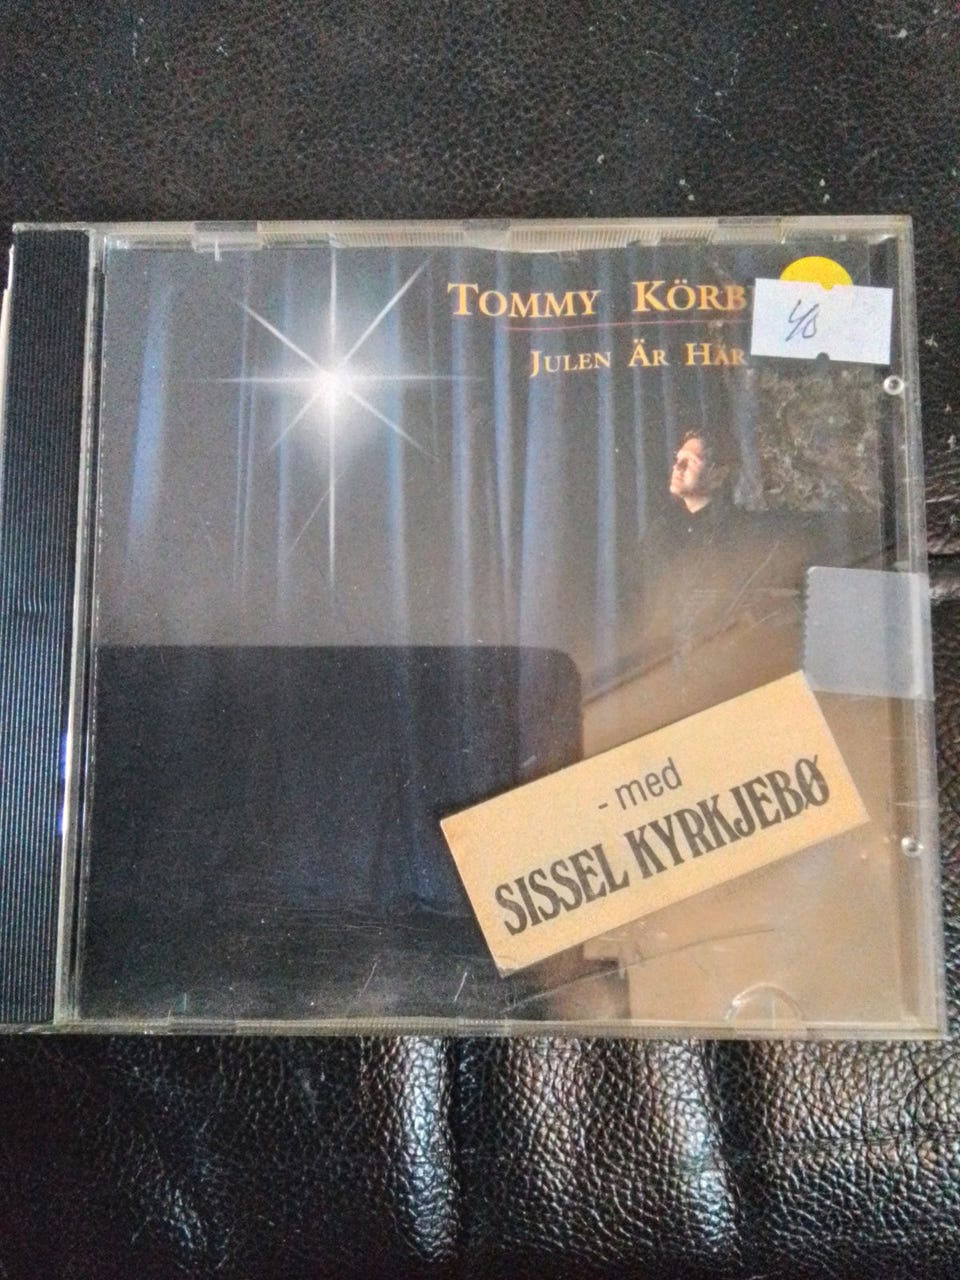 TOMMY KÖRB
JULEN ÄR HÄR
40
- med
SISSEL KYRKJEBØ